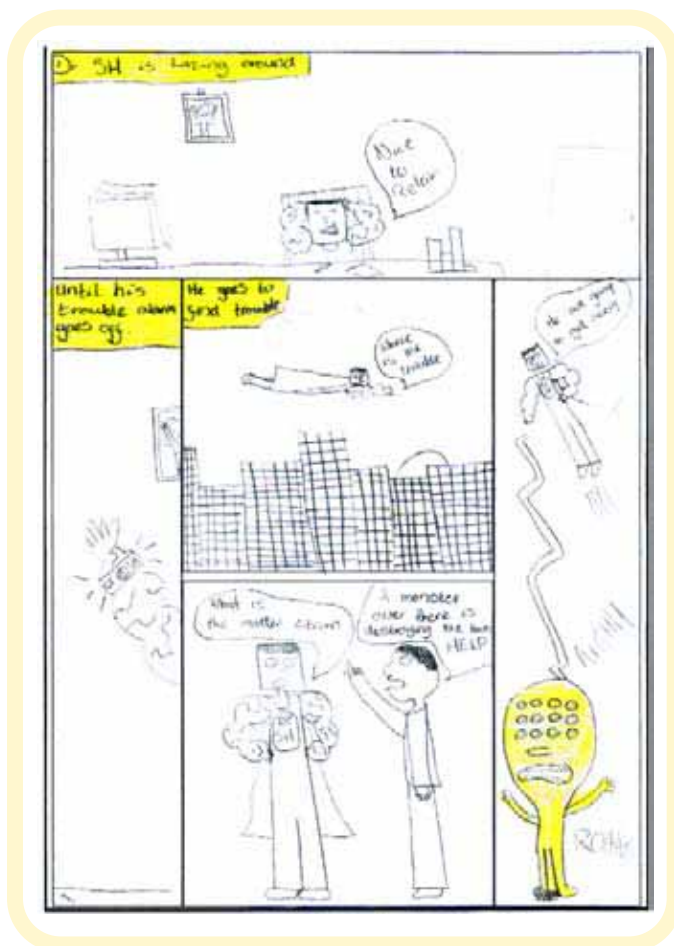 SH is Lazing around
Nice
to
Relax
Until his
trouble alarm
goes off.
He goes to
find trouble
Where
is the
trouble
What is
the matter citizen
A monster
over there is
destroying the
HELP
SH